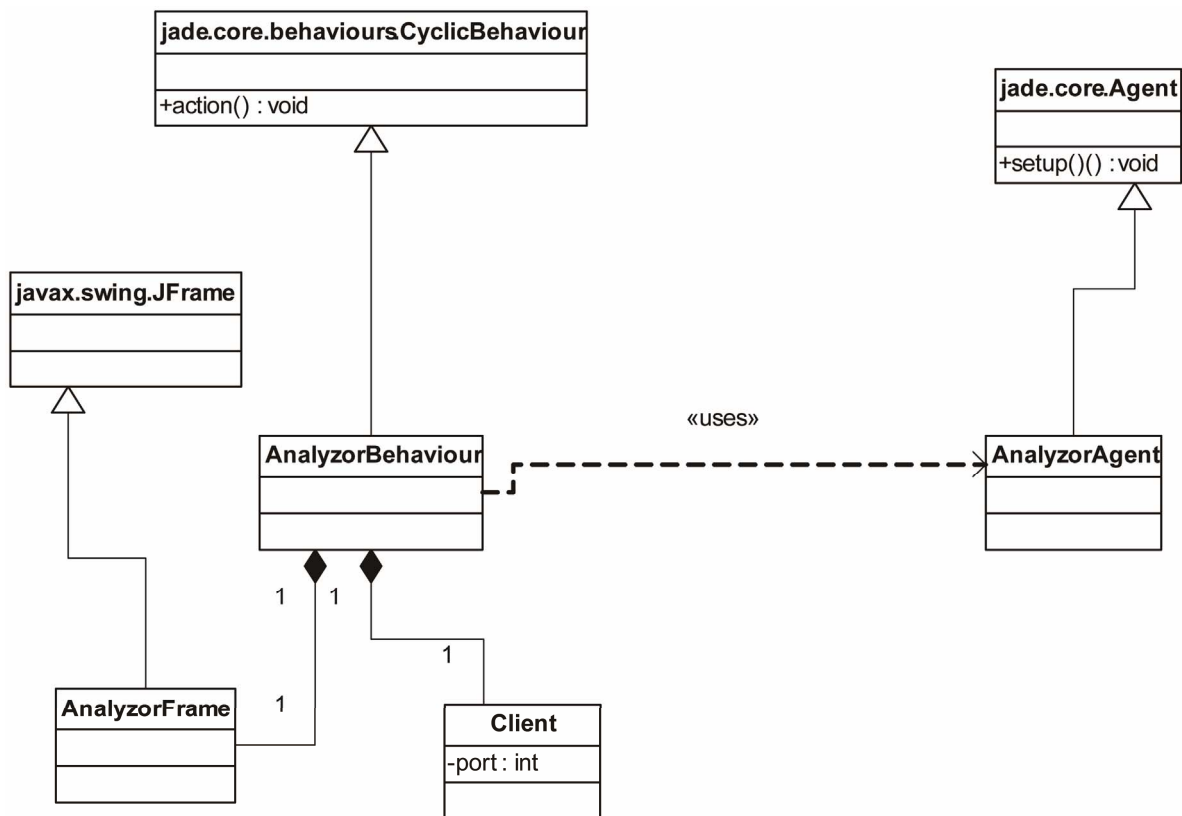 jade.core.behaviours.CyclicBehaviour
+action() : void
jade.core.Agent
+setup()() : void
javax.swing.JFrame
«uses»
AnalyzorBehaviour
AnalyzorAgent
1
1
1
1
AnalyzorFrame
Client
-port : int